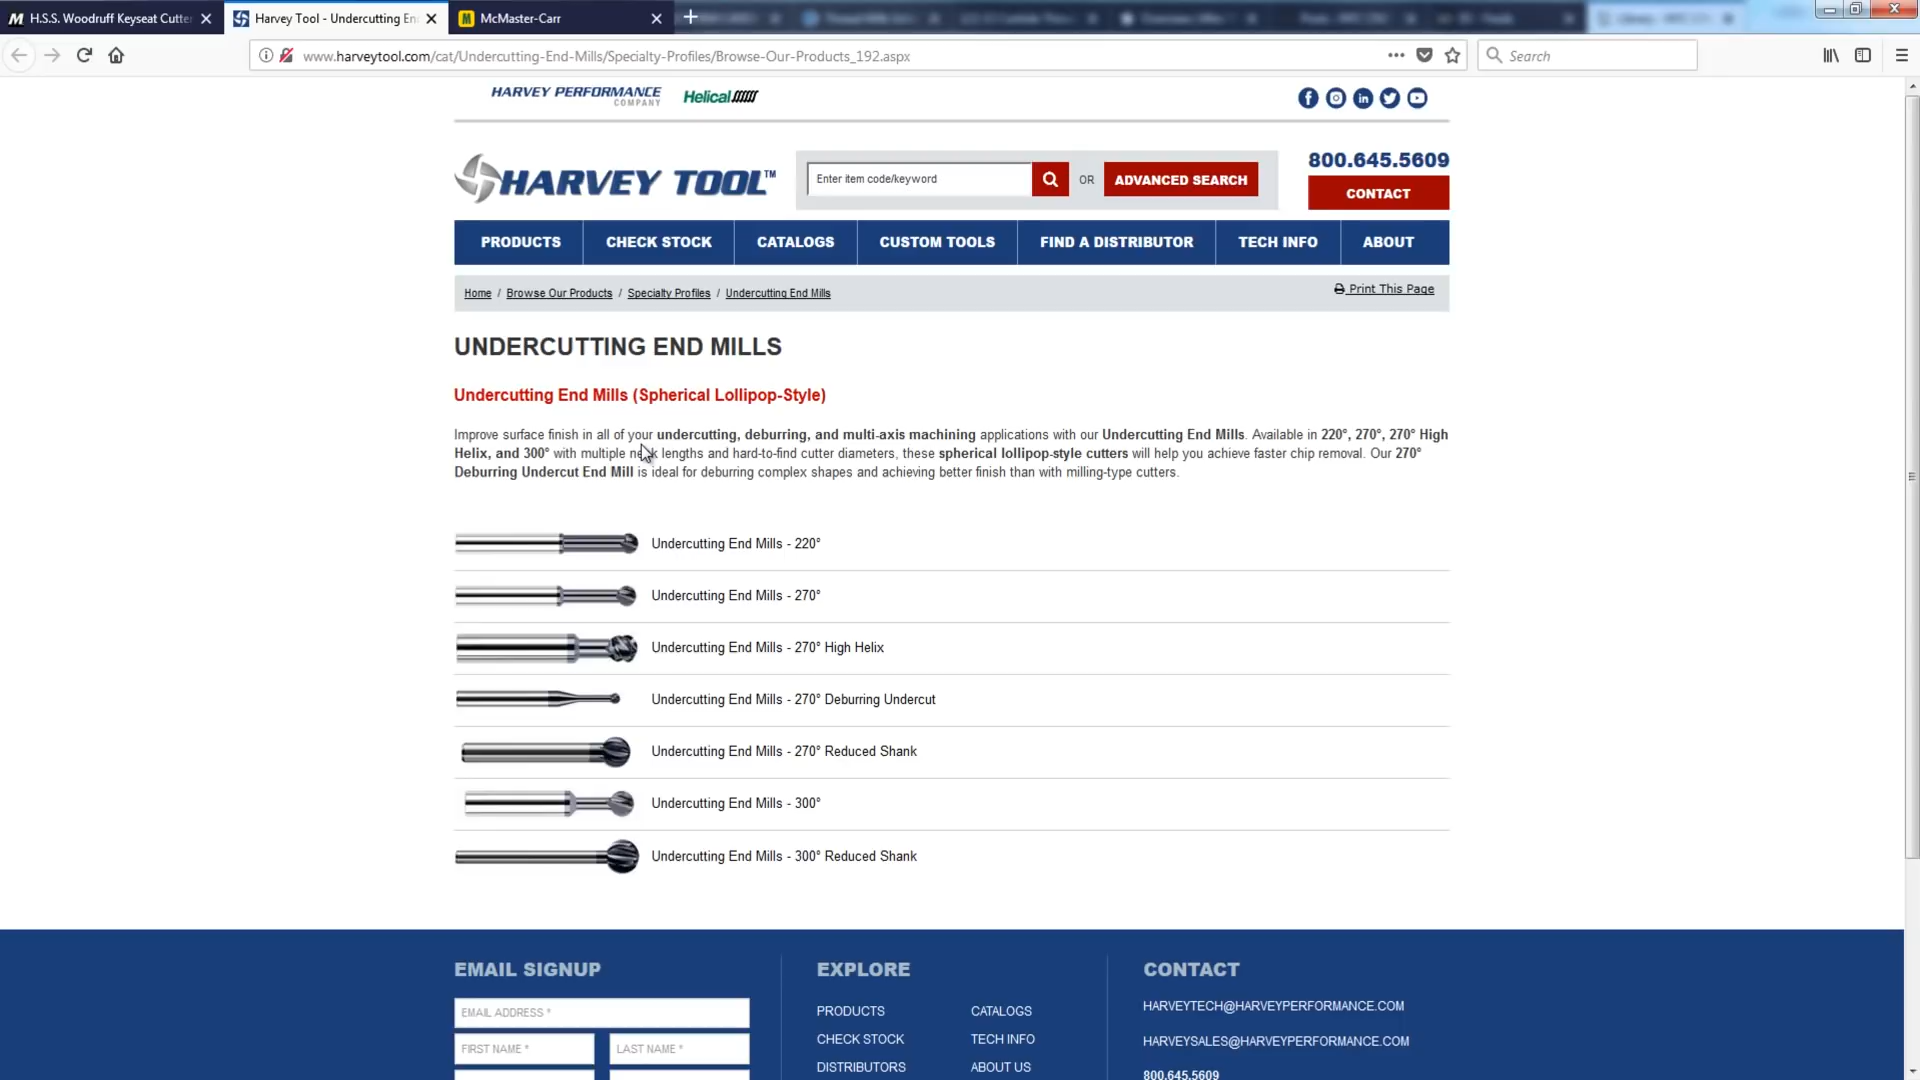 H.S.S. Woodruff Keyseat Cutte
Harvey Tool - Undercutting En
McMaster-Carr
www.harveytool.com/cat/Undercutting-End-Mills/Specialty-Profiles/Browse-Our-Products_192.aspx
Search
HARVEY PERFORMANCE
COMPANY
Helical
HARVEY TOOL™
Enter item code/keyword
OR
ADVANCED SEARCH
800.645.5609
CONTACT
PRODUCTS
CHECK STOCK
CATALOGS
CUSTOM TOOLS
FIND A DISTRIBUTOR
TECH INFO
ABOUT
Home / Browse Our Products / Specialty Profiles / Undercutting End Mills
Print This Page
UNDERCUTTING END MILLS
Undercutting End Mills (Spherical Lollipop-Style)
Improve surface finish in all of your undercutting, deburring, and multi-axis machining applications with our Undercutting End Mills. Available in 220°, 270°, 270° High
Helix, and 300° with multiple neck lengths and hard-to-find cutter diameters, these spherical lollipop-style cutters will help you achieve faster chip removal. Our 270°
Deburring Undercut End Mill is ideal for deburring complex shapes and achieving better finish than with milling-type cutters.
Undercutting End Mills - 220°
Undercutting End Mills - 270°
Undercutting End Mills - 270° High Helix
Undercutting End Mills - 270° Deburring Undercut
Undercutting End Mills - 270° Reduced Shank
Undercutting End Mills - 300°
Undercutting End Mills - 300° Reduced Shank
EMAIL SIGNUP
EMAIL ADDRESS *
FIRST NAME *
LAST NAME *
EXPLORE
PRODUCTS
CATALOGS
CHECK STOCK
TECH INFO
DISTRIBUTORS
ABOUT US
CONTACT
HARVEYTECH@HARVEYPERFORMANCE.COM
HARVEYSALES@HARVEYPERFORMANCE.COM
800.645.5609